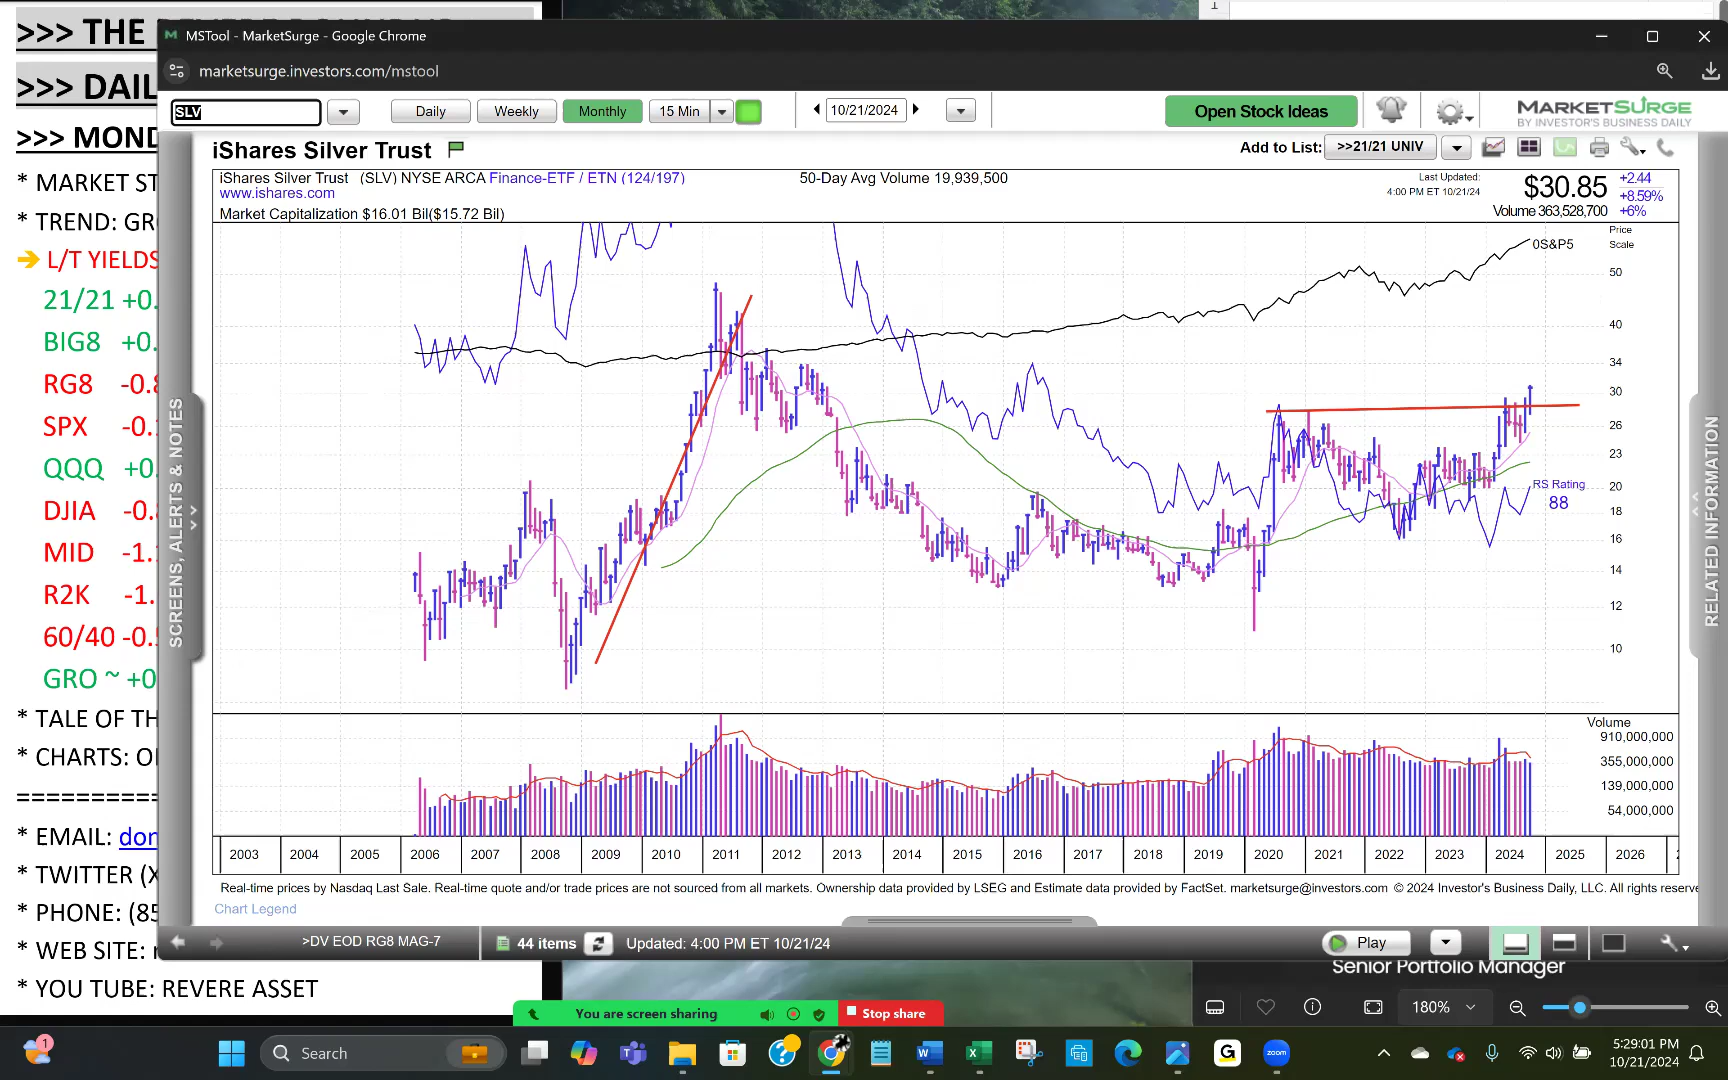 >>> THE
>>> DAIL
>>> MOND
* MARKET ST
* TREND: GR
L/T YIELDS
21/21 +0.
BIG8 +0.
RG8 -0.8
SPX -0.
QQQ +0.
DJIA -0.8
MID -1.
R2K -1.
60/40 -0.
GRO ~ +0
* TALE OF TH
* CHARTS: O
* EMAIL: don
* TWITTER (X
* PHONE: (85
* WEB SITE: r
* YOU TUBE: REVERE ASSET
MSTool - MarketSurge - Google Chrome
marketsurge.investors.com/mstool
SLV
Daily
Weekly
Monthly
15 Min
10/21/2024
Open Stock Ideas
MARKETSURGE
BY INVESTOR'S BUSINESS DAILY
iShares Silver Trust
Add to List:
>>21/21 UNIV
iShares Silver Trust (SLV) NYSE ARCA Finance-ETF / ETN (124/197)
50-Day Avg Volume 19,939,500
Last Updated:
4:00 PM ET 10/21/24
$30.85
+2.44
+8.59%
www.ishares.com
Market Capitalization $16.01 Bil($15.72 Bil)
Volume 363,528,700
+6%
Price
Scale
0S&P5
50
40
34
30
26
23
20
18
16
14
12
10
RS Rating
88
Volume
910,000,000
355,000,000
139,000,000
54,000,000
2003 2004 2005 2006 2007 2008 2009 2010 2011 2012 2013 2014 2015 2016 2017 2018 2019 2020 2021 2022 2023 2024 2025 2026
Real-time prices by Nasdaq Last Sale. Real-time quote and/or trade prices are not sourced from all markets. Ownership data provided by LSEG and Estimate data provided by FactSet. marketsurge@investors.com © 2024 Investor's Business Daily, LLC. All rights reserve
Chart Legend
SCREENS, ALERTS & NOTES
RELATED INFORMATION
>DV EOD RG8 MAG-7
44 items
Updated: 4:00 PM ET 10/21/24
Play
Senior Portfolio Manager
180%
You are screen sharing
Stop share
1
Search
zoom
5:29:01 PM
10/21/2024